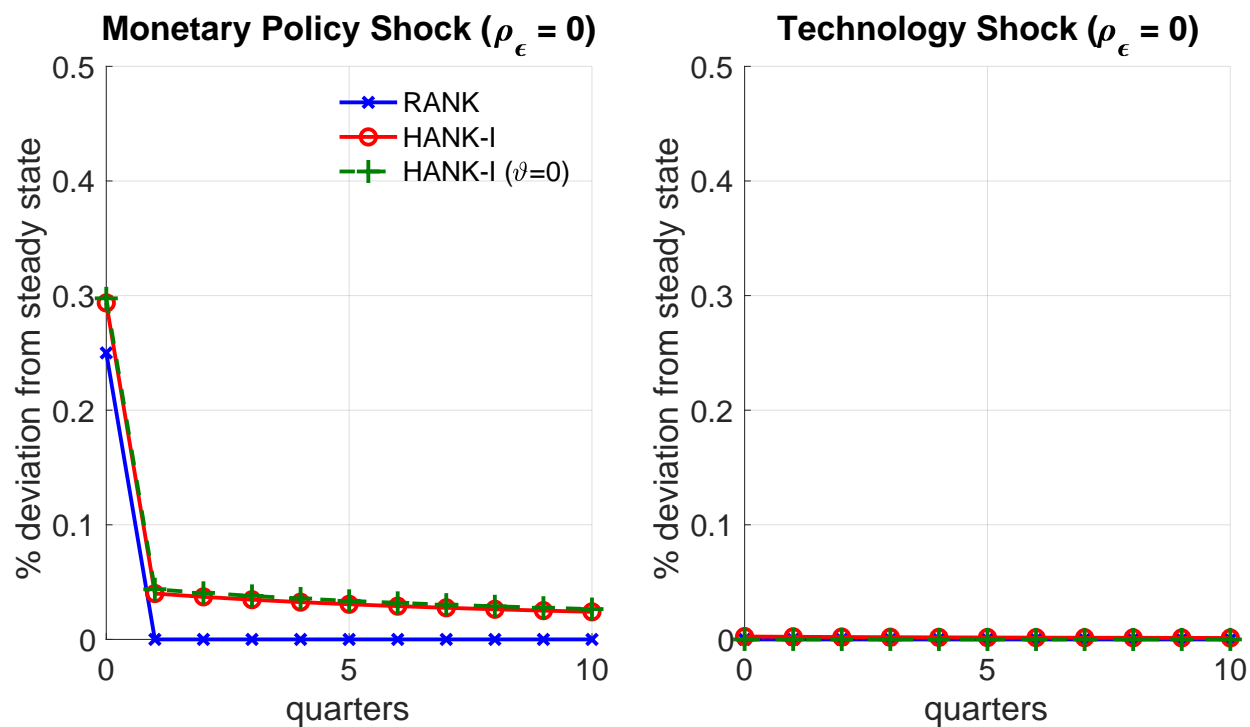 Monetary Policy Shock (ρ_ϵ = 0)
% deviation from steady state
0.5
0.4
0.3
0.2
0.1
0
0
5
10
quarters
RANK
HANK-I
HANK-I (ϑ=0)
Technology Shock (ρ_ϵ = 0)
% deviation from steady state
0.5
0.4
0.3
0.2
0.1
0
0
5
10
quarters